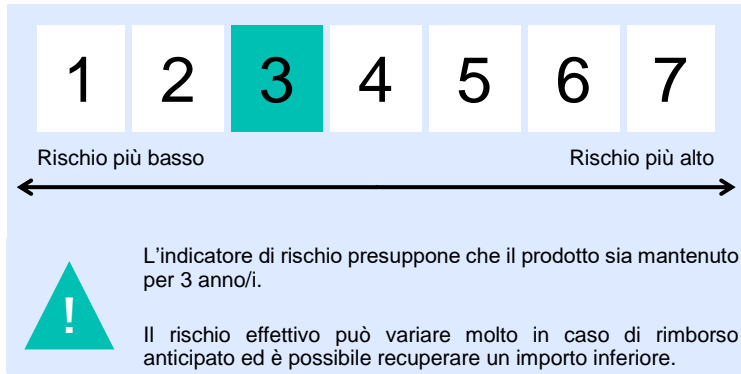 1 2 3 4 5 6 7
Rischio più basso Rischio più alto
L'indicatore di rischio presuppone che il prodotto sia mantenuto
per 3 anno/i.
!
Il rischio effettivo può variare molto in caso di rimborso
anticipato ed è possibile recuperare un importo inferiore.